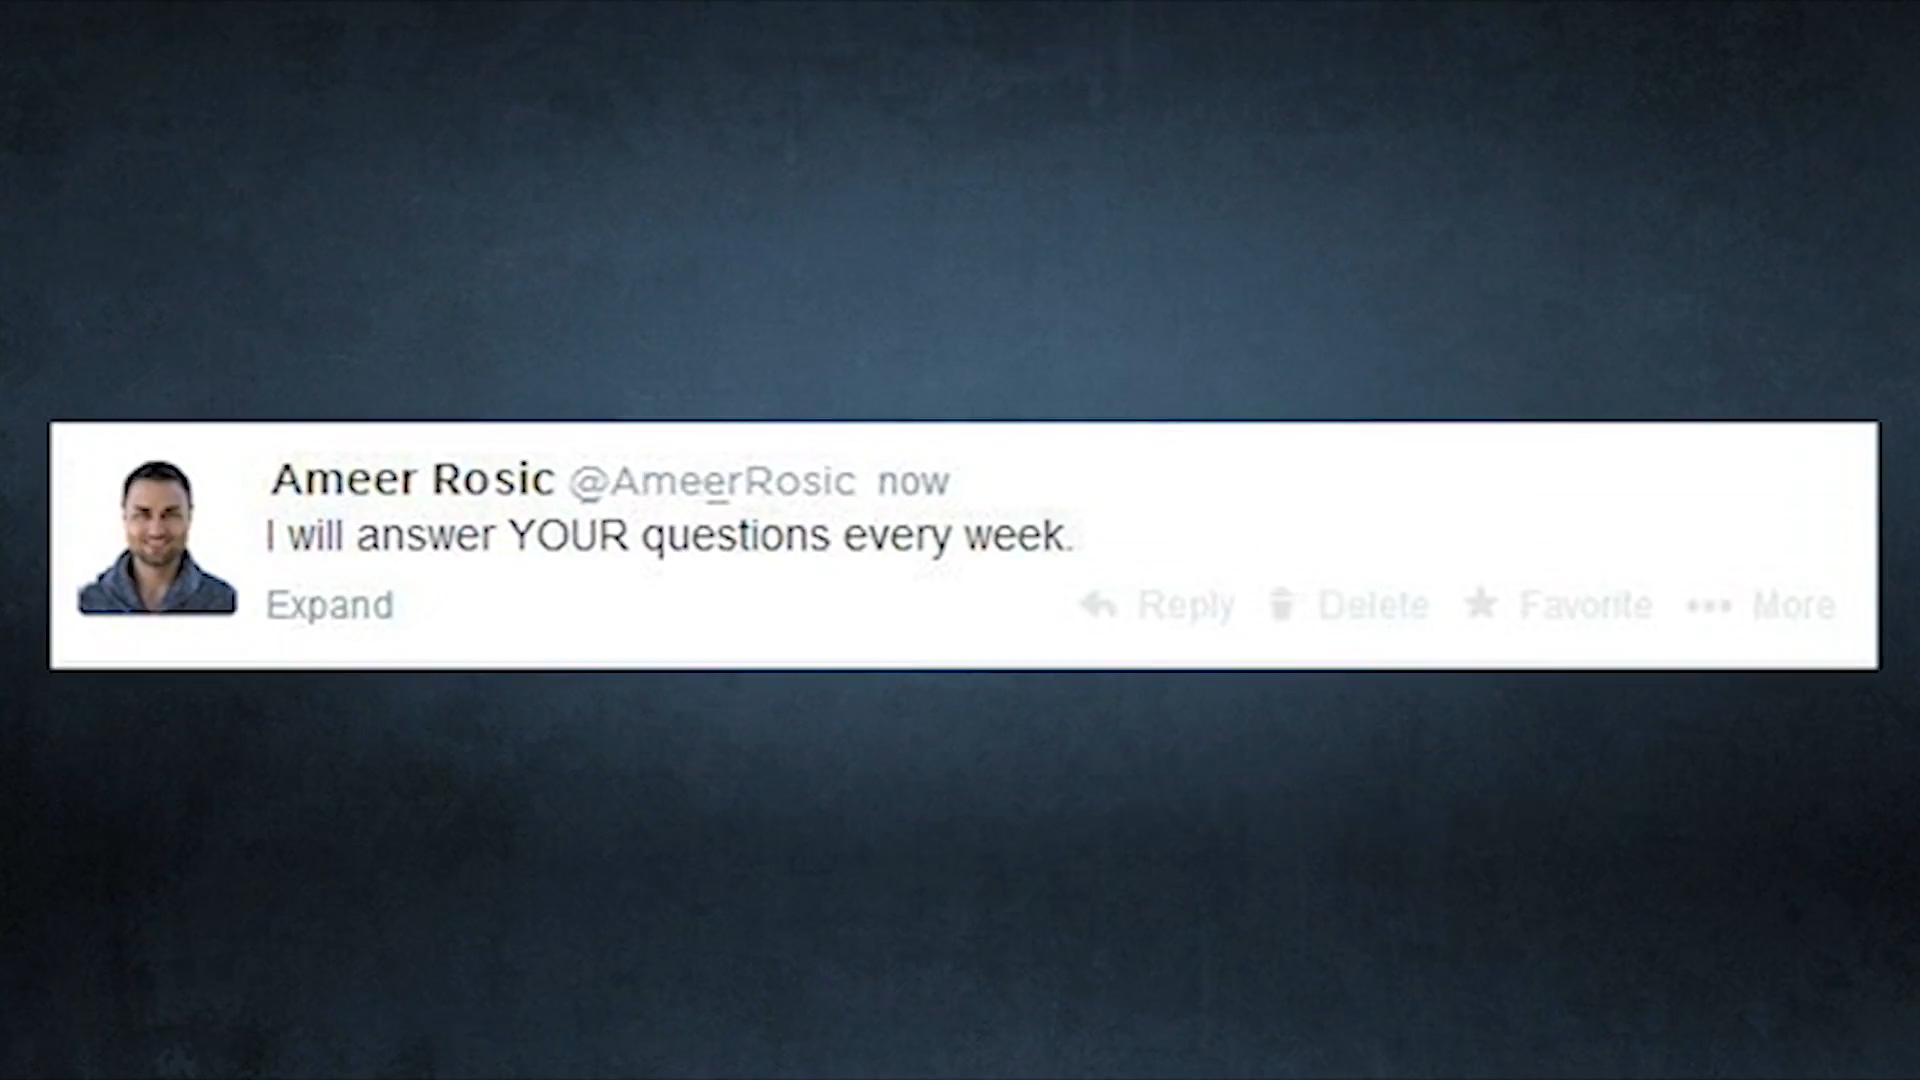 Ameer Rosic @AmeerRosic now
I will answer YOUR questions every week.
Expand Reply Delete Favorite More